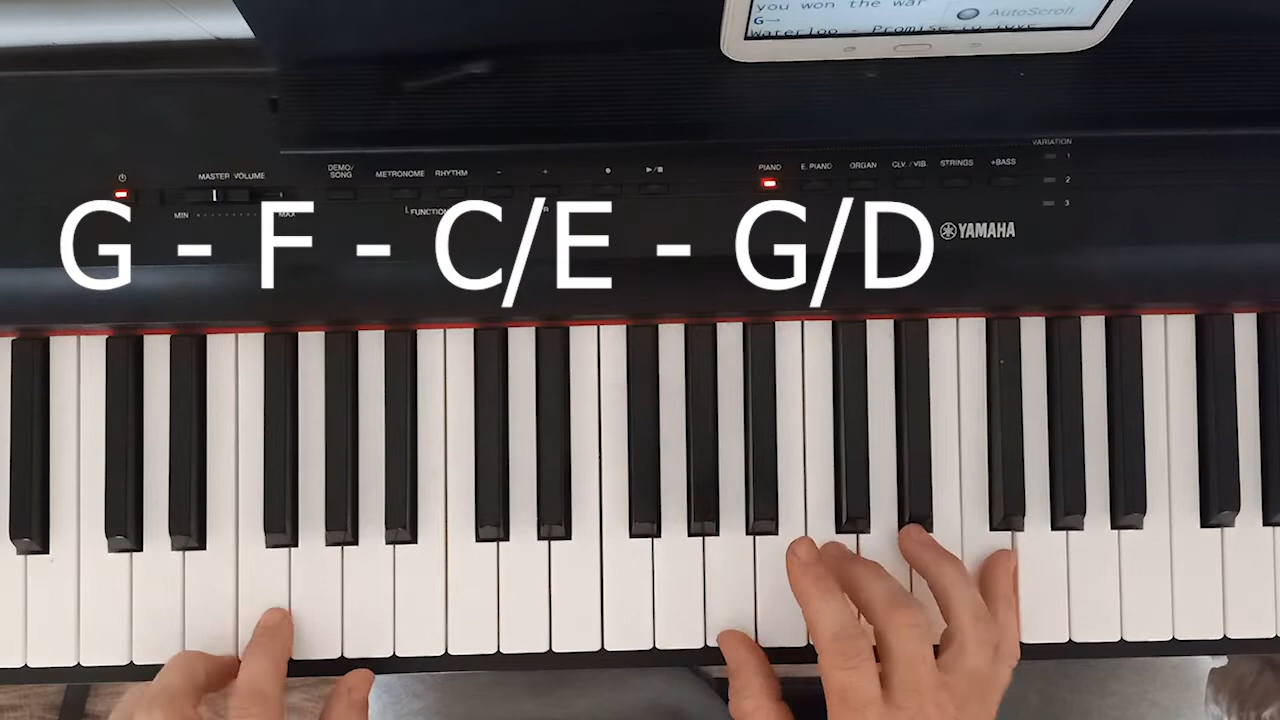 you won the war
G
AutoScroll
Waterloo - Promise to love
VARIATION
1
2
3
DEMO/
SONG
METRONOME
RHYTHM
-
+
PIANO
E. PIANO
ORGAN
CLV. / VIB.
STRINGS
+BASS
MASTER VOLUME
MIN
MAX
G - F - C/E - G/D
YAMAHA